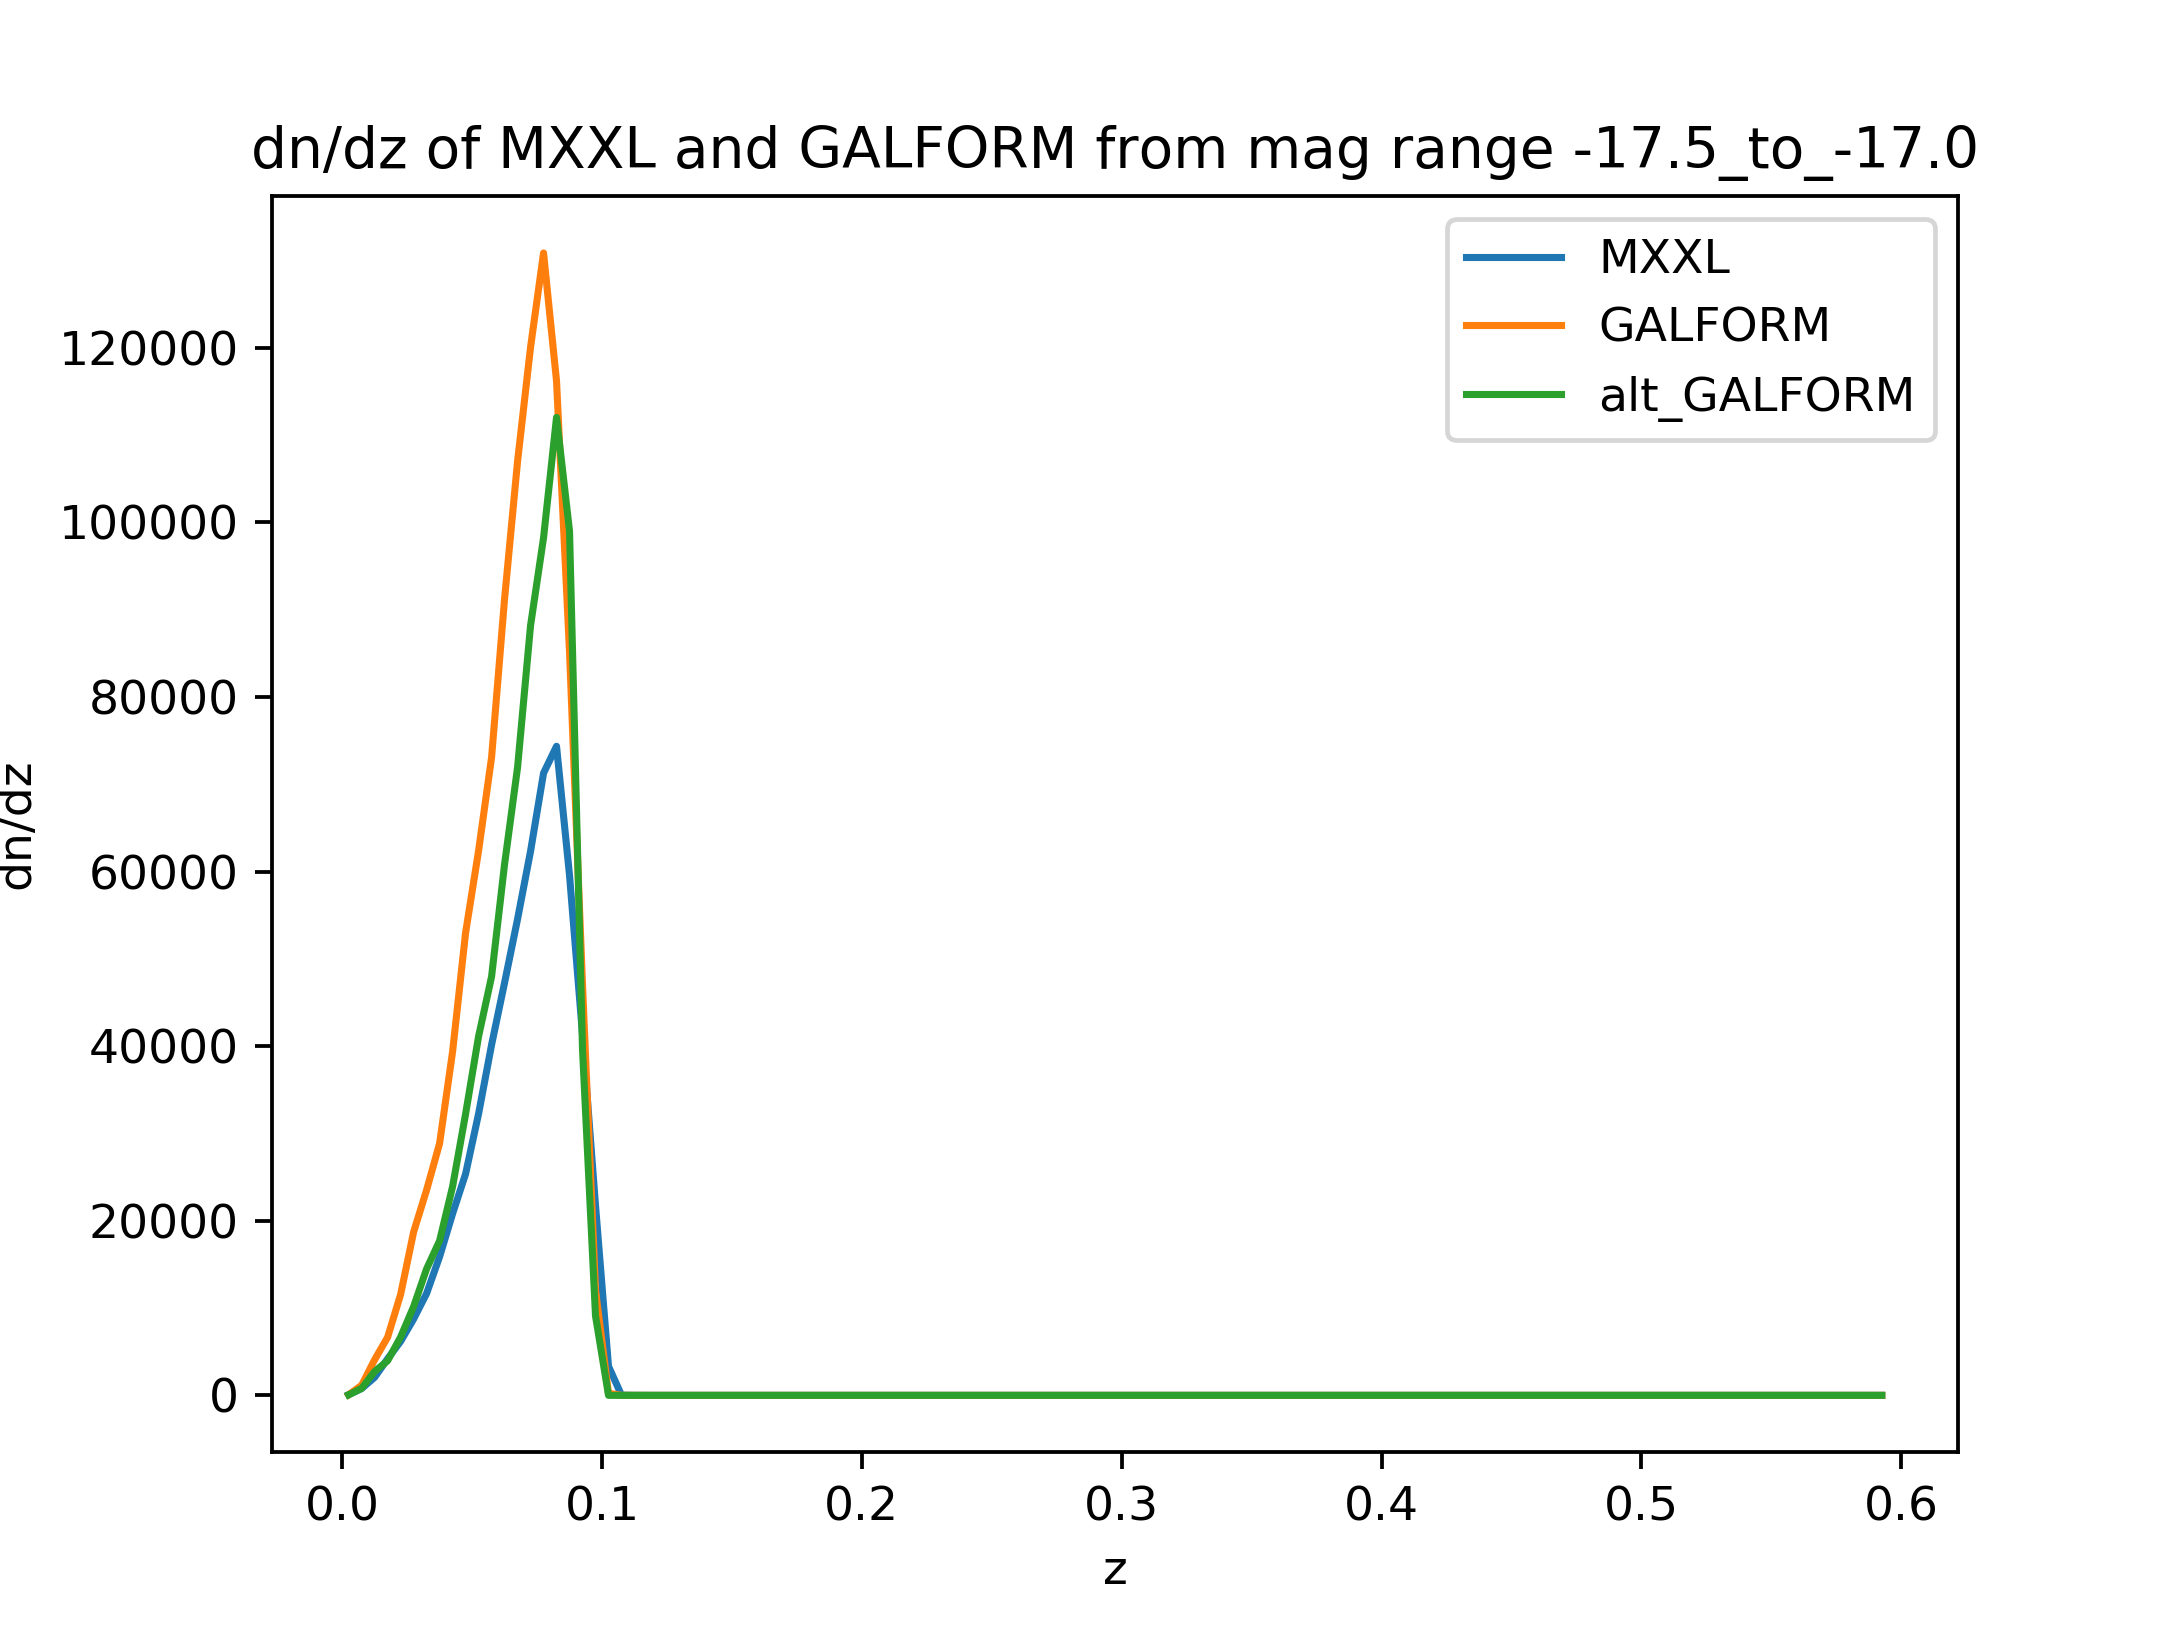 dn/dz of MXXL and GALFORM from mag range -17.5_to_-17.0
MXXL
GALFORM
alt_GALFORM
dn/dz
120000
100000
80000
60000
40000
20000
0
0.0 0.1 0.2 0.3 0.4 0.5 0.6
z